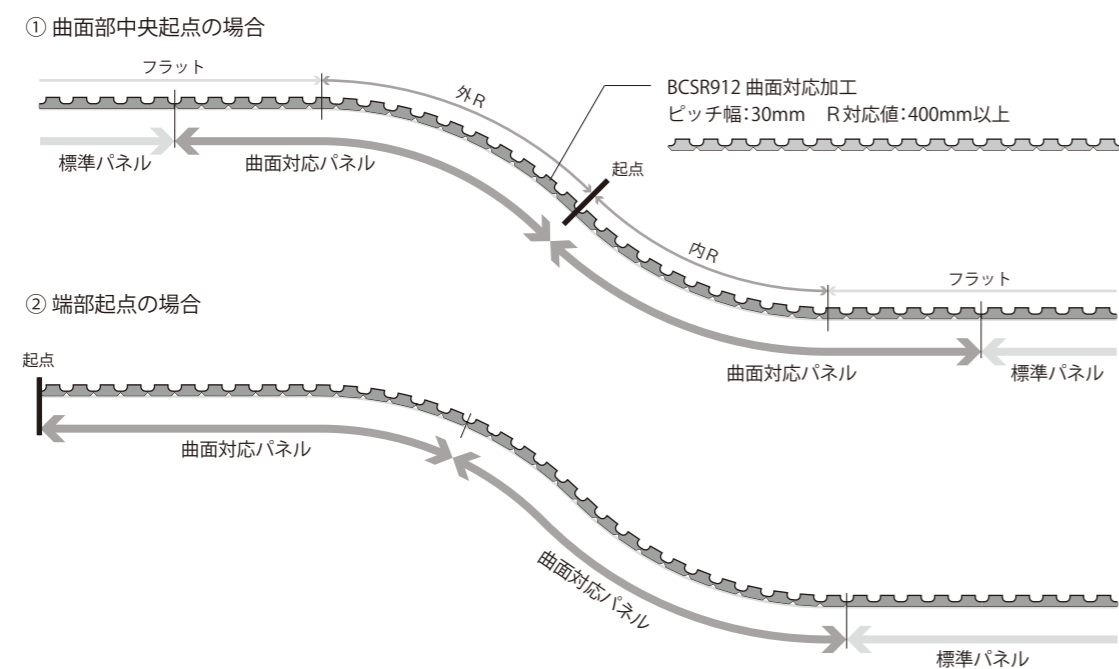 ① 曲面部中央起点の場合
フラット
外R
BCSR912 曲面対応加工
ピッチ幅：30mm　R対応値：400mm以上
標準パネル
曲面対応パネル
起点
内R
フラット
曲面対応パネル
標準パネル
② 端部起点の場合
起点
曲面対応パネル
曲面対応パネル
標準パネル